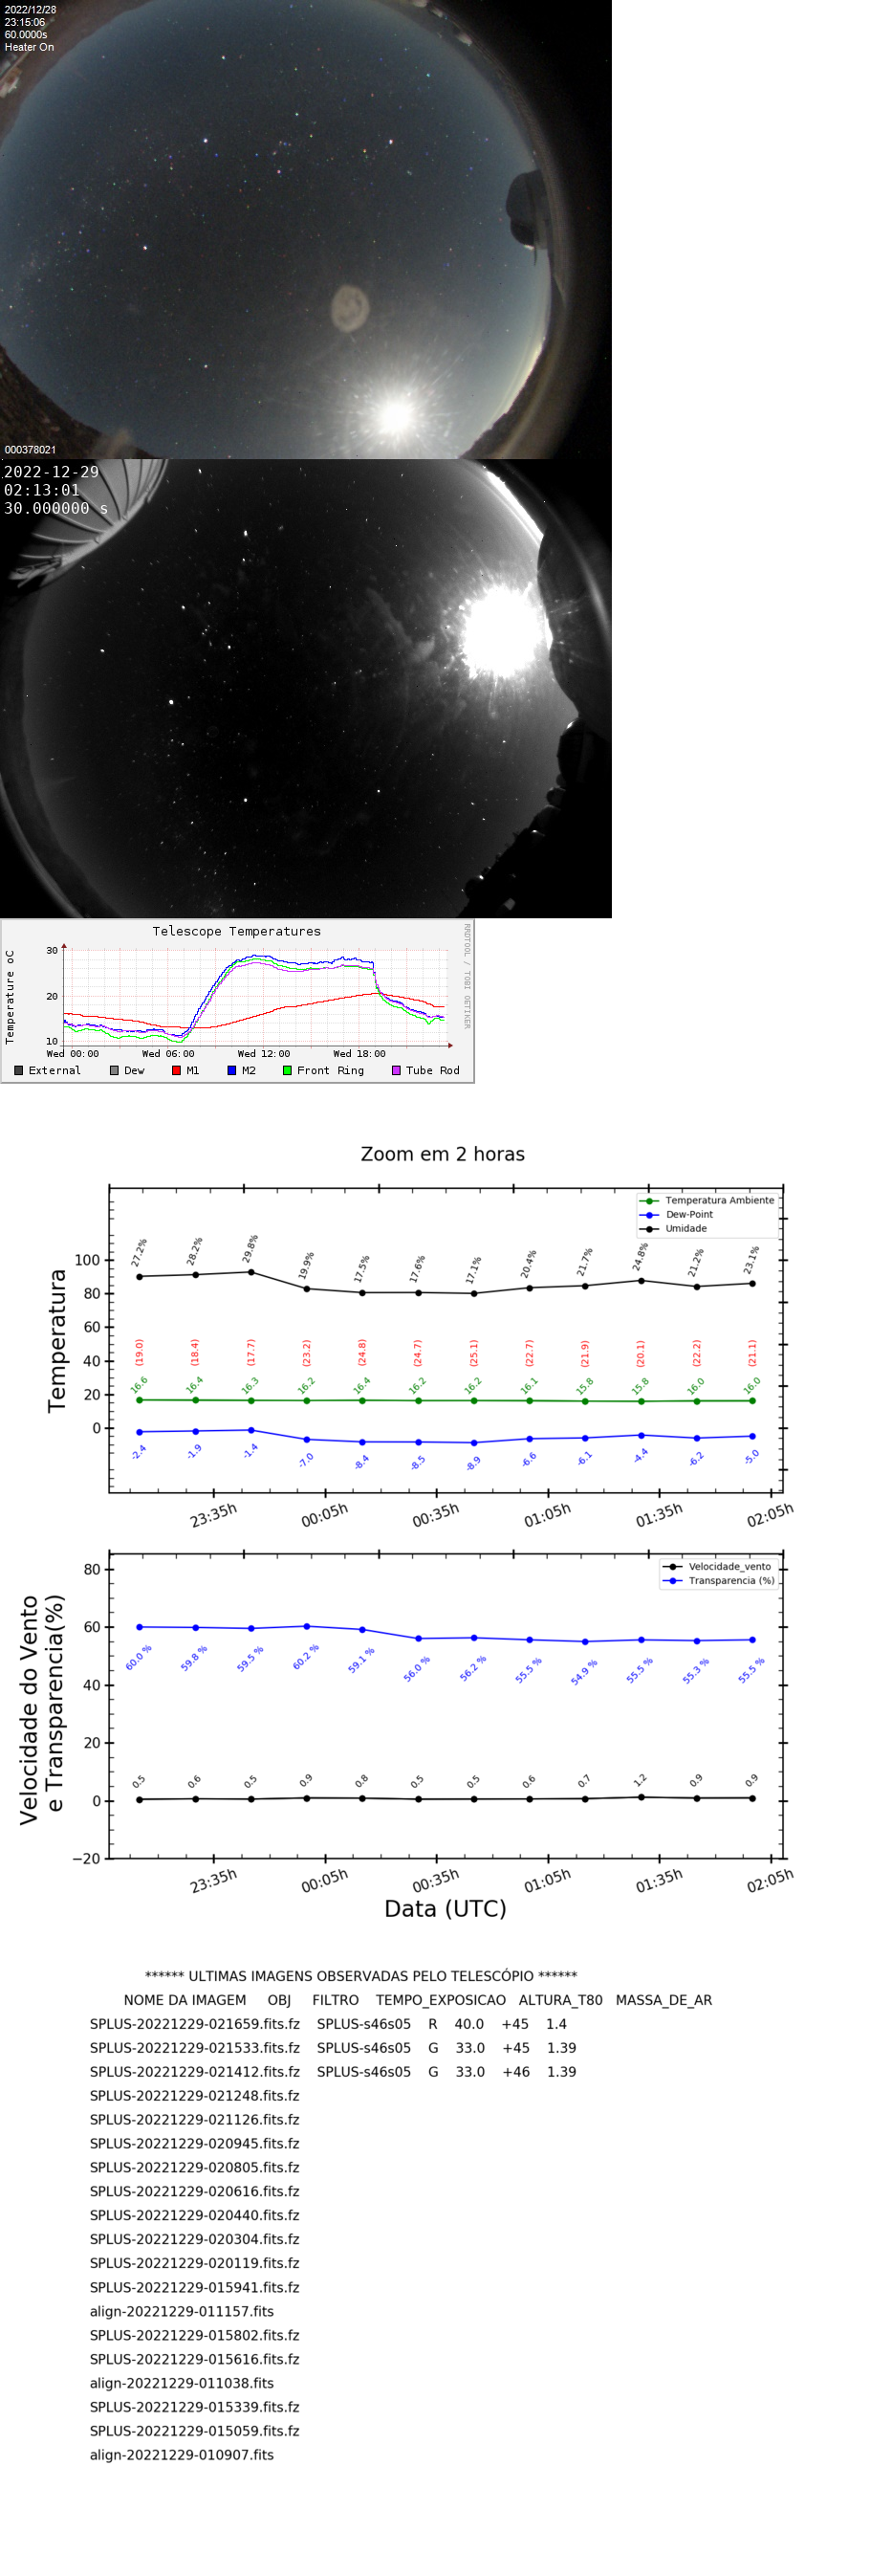 2022/12/28
23:15:06
60.0000s
Heater On
000378021
2022-12-29
02:13:01
30.000000 s
Telescope Temperatures
RRDTOOL / TOBI OETIKER
Temperature oC
30
20
10
Wed 00:00 Wed 06:00 Wed 12:00 Wed 18:00
External Dew M1 M2 Front Ring Tube Rod
Zoom em 2 horas
Temperatura Ambiente
Dew-Point
Umidade
Temperatura
100
80
60
40
20
0
27.2% 28.2% 29.8% 19.9% 17.5% 17.6% 17.1% 20.4% 21.7% 24.8% 21.2% 23.1%
(19.0) (18.4) (17.7) (23.2) (24.8) (24.7) (25.1) (22.7) (21.9) (20.1) (22.2) (21.1)
16.6 16.4 16.3 16.2 16.4 16.2 16.2 16.1 15.8 15.8 16.0 16.0
-2.4 -1.9 -1.4 -7.0 -8.4 -8.5 -8.9 -6.6 -6.1 -4.4 -6.2 -5.0
23:35h 00:05h 00:35h 01:05h 01:35h 02:05h
Velocidade_vento
Transparencia (%)
Velocidade do Vento
e Transparencia(%)
80
60
40
20
0
−20
60.0 % 59.8 % 59.5 % 60.2 % 59.1 % 56.0 % 56.2 % 55.5 % 54.9 % 55.5 % 55.3 % 55.5 %
0.5 0.6 0.5 0.9 0.8 0.5 0.5 0.6 0.7 1.2 0.9 0.9
23:35h 00:05h 00:35h 01:05h 01:35h 02:05h
Data (UTC)
****** ULTIMAS IMAGENS OBSERVADAS PELO TELESCÓPIO ******
NOME DA IMAGEM OBJ FILTRO TEMPO_EXPOSICAO ALTURA_T80 MASSA_DE_AR
SPLUS-20221229-021659.fits.fz SPLUS-s46s05 R 40.0 +45 1.4
SPLUS-20221229-021533.fits.fz SPLUS-s46s05 G 33.0 +45 1.39
SPLUS-20221229-021412.fits.fz SPLUS-s46s05 G 33.0 +46 1.39
SPLUS-20221229-021248.fits.fz
SPLUS-20221229-021126.fits.fz
SPLUS-20221229-020945.fits.fz
SPLUS-20221229-020805.fits.fz
SPLUS-20221229-020616.fits.fz
SPLUS-20221229-020440.fits.fz
SPLUS-20221229-020304.fits.fz
SPLUS-20221229-020119.fits.fz
SPLUS-20221229-015941.fits.fz
align-20221229-011157.fits
SPLUS-20221229-015802.fits.fz
SPLUS-20221229-015616.fits.fz
align-20221229-011038.fits
SPLUS-20221229-015339.fits.fz
SPLUS-20221229-015059.fits.fz
align-20221229-010907.fits